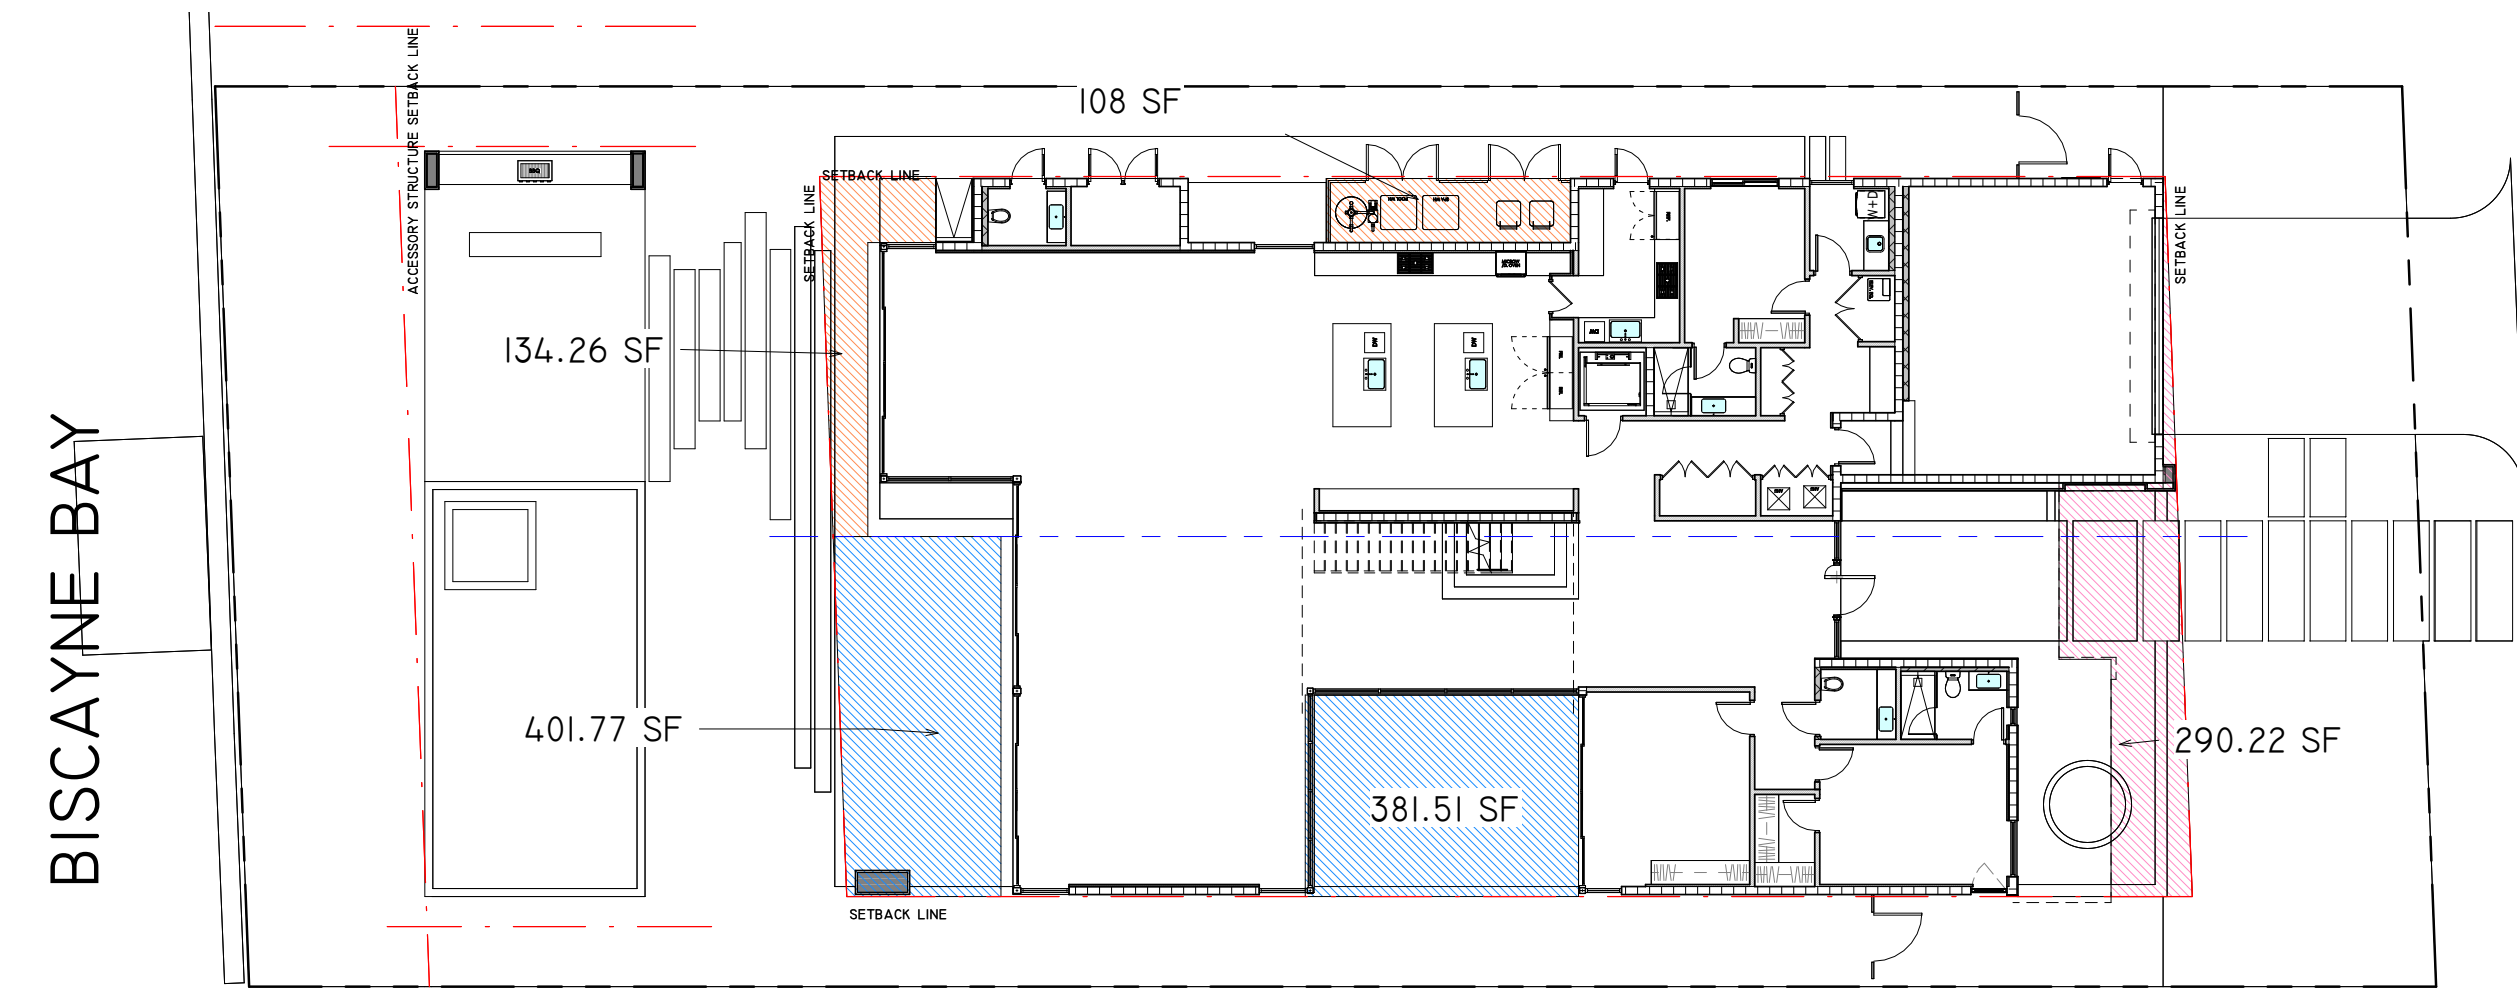 108 SF
ACCESSORY STRUCTURE SETBACK LINE
SETBACK LINE
SETBACK LINE
SETBACK LINE
W+D
134.26 SF
BISCAYNE BAY
401.77 SF
381.51 SF
290.22 SF
SETBACK LINE